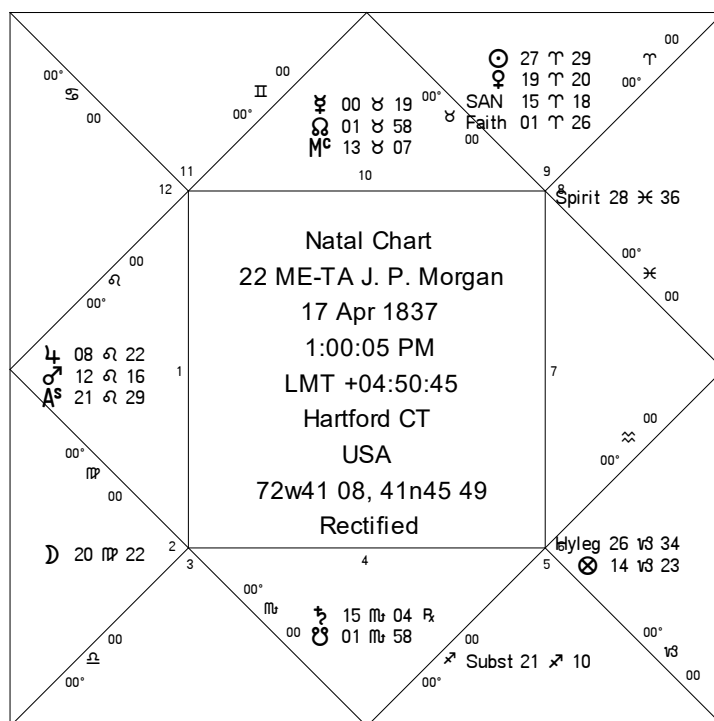 00° ♋ 00
00° ♊ 00
☿ 00 ♉ 19
☊ 01 ♉ 58
Mc 13 ♉ 07
00° ♉ 00
☉ 27 ♈ 29
♀ 19 ♈ 20
SAN 15 ♈ 18
Faith 01 ♈ 26
00° ♈ 00
11
12
10
9
8
Spirit 28 ♓ 36
00° ♓ 00
00° ♌ 00
♃ 08 ♌ 22
♂ 12 ♌ 16
As 21 ♌ 29
1
Natal Chart
22 ME-TA J. P. Morgan
17 Apr 1837
1:00:05 PM
LMT +04:50:45
Hartford CT
USA
72w41 08, 41n45 49
Rectified
7
00° ♒ 00
00° ♍ 00
☽ 20 ♍ 22
2
3
4
5
6
Hyleg 26 ♑ 34
⊗ 14 ♑ 23
00° ♎ 00
00° ♏ 00
♄ 15 ♏ 04 ℞
☋ 01 ♏ 58
00° ♐ 00
Subst 21 ♐ 10
00° ♑ 00